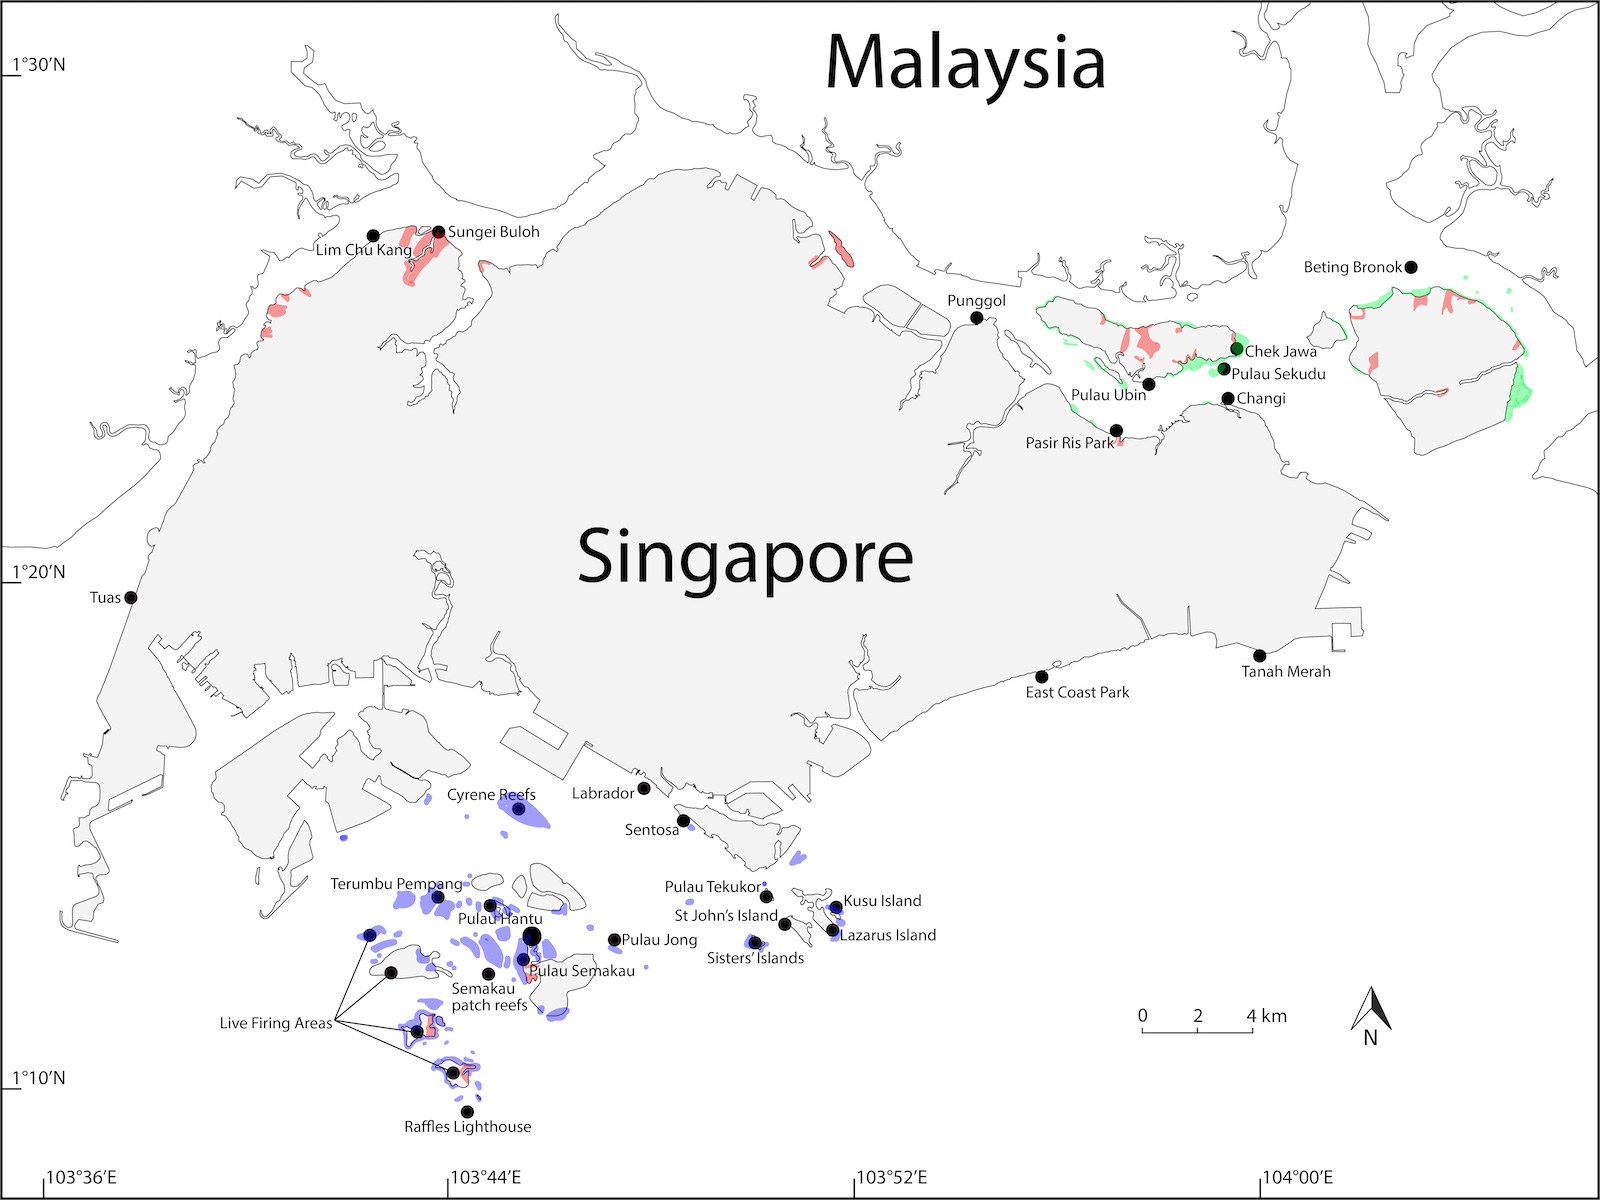 Malaysia
1°30′N
Sungei Buloh
Lim Chu Kang
Beting Bronok
Punggol
Chek Jawa
Pulau Sekudu
Pulau Ubin
Changi
Pasir Ris Park
Singapore
1°20′N
Tuas
Tanah Merah
East Coast Park
Cyrene Reefs
Labrador
Sentosa
Terumbu Pempang
Pulau Tekukor
Kusu Island
Pulau Hantu
St John’s Island
Pulau Jong
Lazarus Island
Sisters’ Islands
Pulau Semakau
Semakau
patch reefs
Live Firing Areas
0 2 4 km
N
1°10′N
Raffles Lighthouse
103°36′E
103°44′E
103°52′E
104°00′E